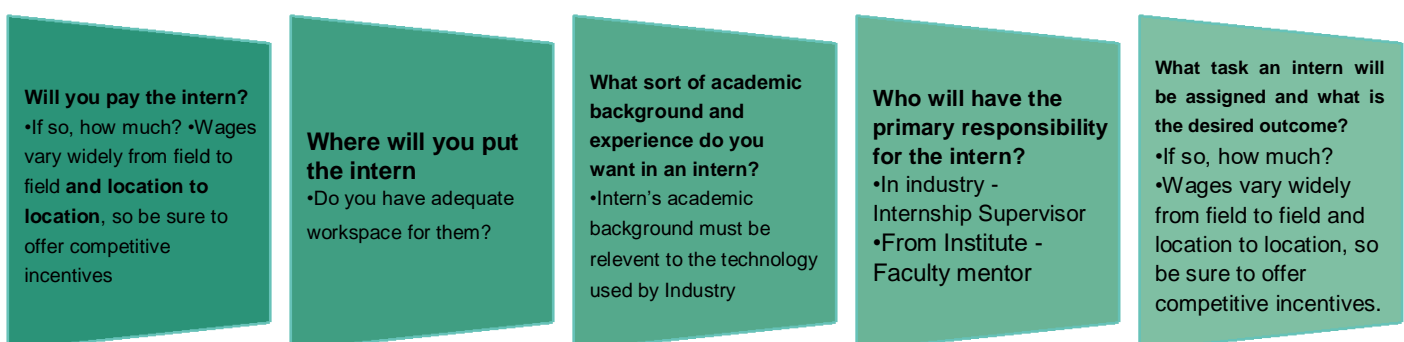 Will you pay the intern?
•If so, how much? •Wages
vary widely from field to
field and location to
location, so be sure to
offer competitive
incentives
Where will you put
the intern
•Do you have adequate
workspace for them?
What sort of academic
background and
experience do you
want in an intern?
•Intern’s academic
background must be
relevent to the technology
used by Industry
Who will have the
primary responsibility
for the intern?
•In industry -
Internship Supervisor
•From Institute -
Faculty mentor
What task an intern will
be assigned and what is
the desired outcome?
•If so, how much?
•Wages vary widely
from field to field and
location to location, so
be sure to offer
competitive incentives.